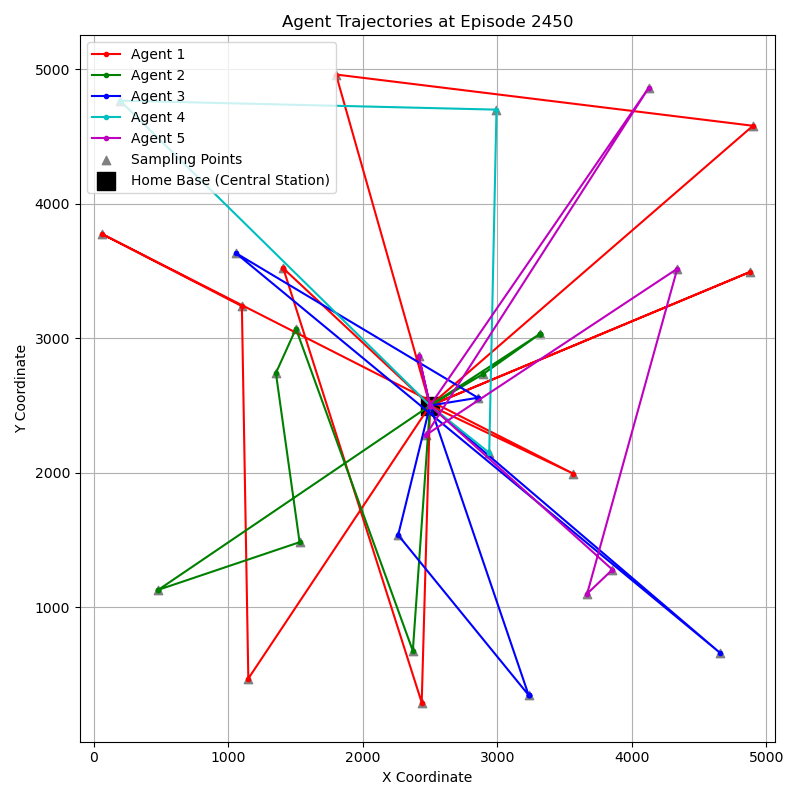 Agent Trajectories at Episode 2450
Agent 1
Agent 2
Agent 3
Agent 4
Agent 5
Sampling Points
Home Base (Central Station)
5000
4000
3000
2000
1000
Y Coordinate
0 1000 2000 3000 4000 5000
X Coordinate